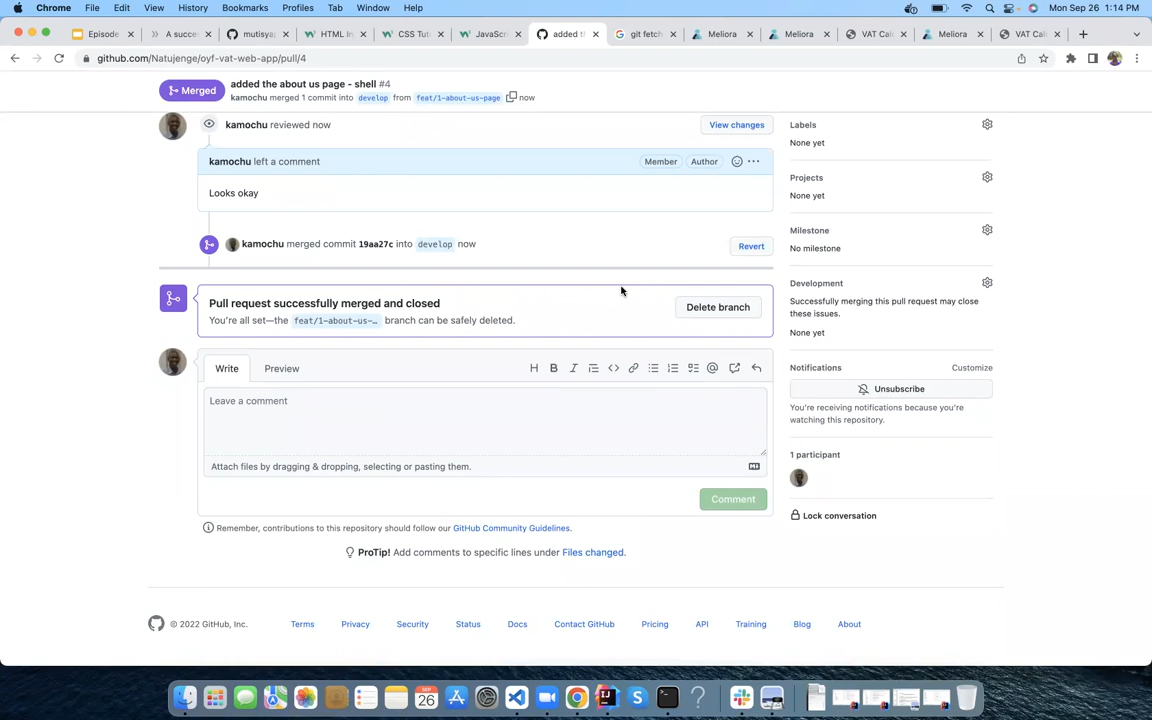 Chrome File Edit View History Bookmarks Profiles Tab Window Help Mon Sep 26 1:14 PM
Episode A succe: mutisya HTML In CSS Tut JavaScr added t git fetch Meliora Meliora VAT Calc Meliora VAT Calc
github.com/Natujenge/oyf-vat-web-app/pull/4
Merged
added the about us page - shell #4
kamochu merged 1 commit into develop from feat/1-about-us-page now
kamochu reviewed now
View changes
kamochu left a comment
Member Author
Looks okay
kamochu merged commit 19aa27c into develop now
Revert
Pull request successfully merged and closed
You're all set—the feat/1-about-us-… branch can be safely deleted.
Delete branch
Write Preview
Leave a comment
Attach files by dragging & dropping, selecting or pasting them.
Comment
Remember, contributions to this repository should follow our GitHub Community Guidelines.
ProTip! Add comments to specific lines under Files changed.
Labels
None yet
Projects
None yet
Milestone
No milestone
Development
Successfully merging this pull request may close
these issues.
None yet
Notifications Customize
Unsubscribe
You're receiving notifications because you're
watching this repository.
1 participant
Lock conversation
© 2022 GitHub, Inc. Terms Privacy Security Status Docs Contact GitHub Pricing API Training Blog About
SEP
26